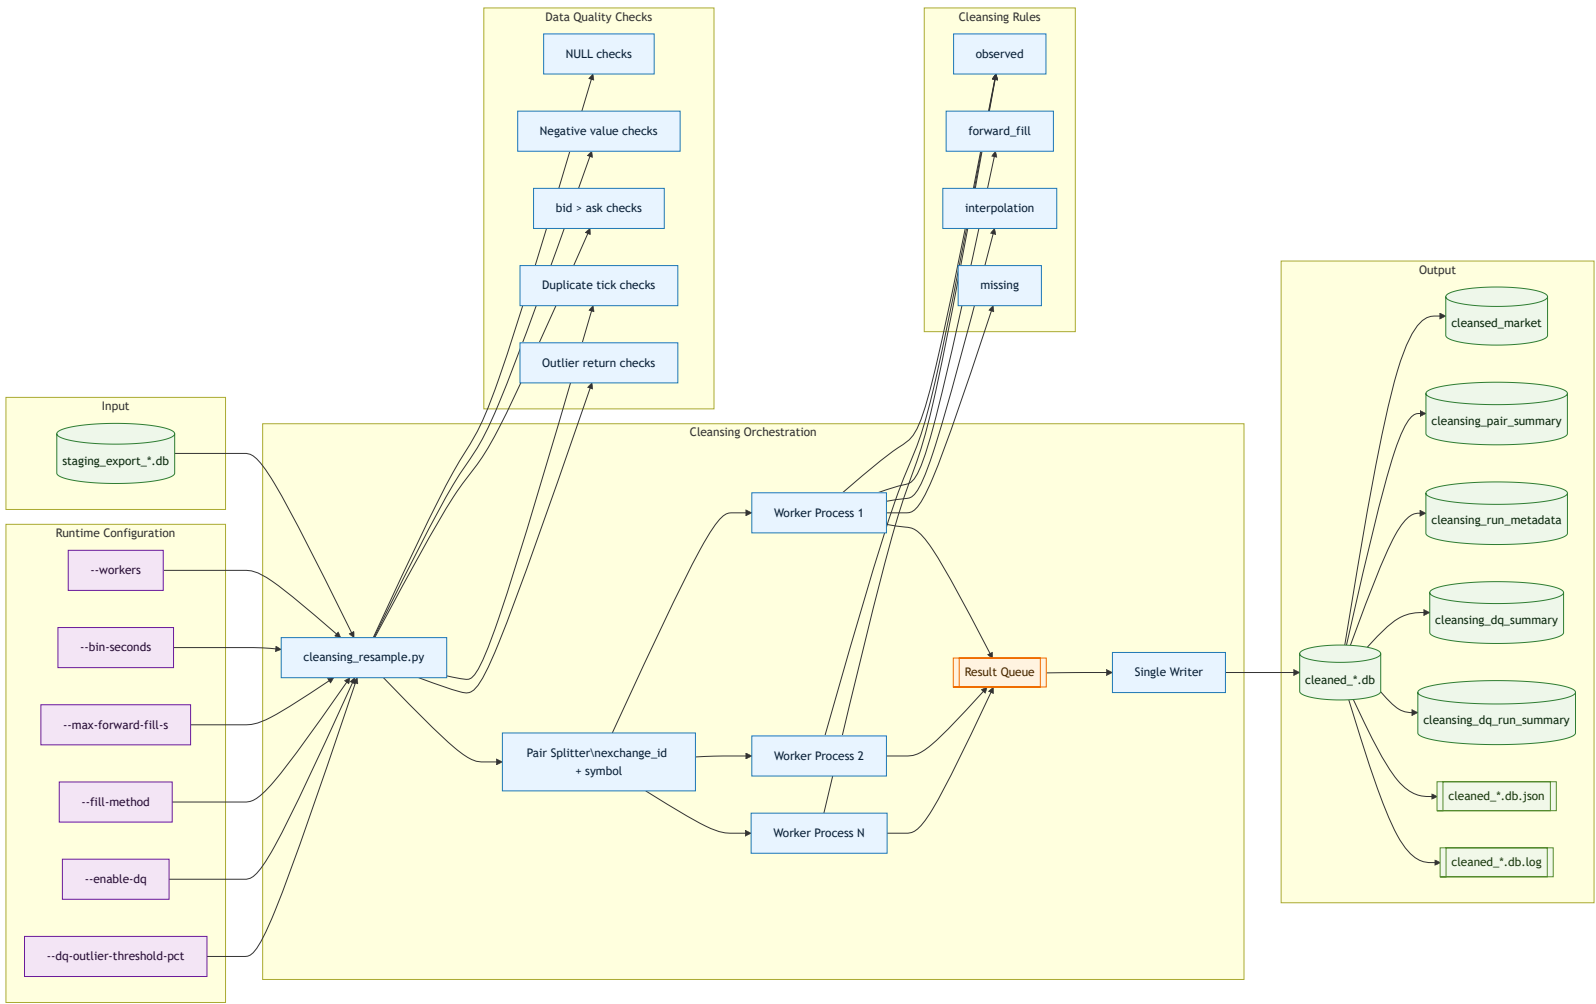 Data Quality Checks
NULL checks
Negative value checks
bid > ask checks
Duplicate tick checks
Outlier return checks
Cleansing Rules
observed
forward_fill
interpolation
missing
Input
staging_export_*.db
Runtime Configuration
--workers
--bin-seconds
--max-forward-fill-s
--fill-method
--enable-dq
--dq-outlier-threshold-pct
Cleansing Orchestration
cleansing_resample.py
Pair Splitter\nexchange_id
+ symbol
Worker Process 1
Worker Process 2
Worker Process N
Result Queue
Single Writer
Output
cleaned_*.db
cleansed_market
cleansing_pair_summary
cleansing_run_metadata
cleansing_dq_summary
cleansing_dq_run_summary
cleaned_*.db.json
cleaned_*.db.log